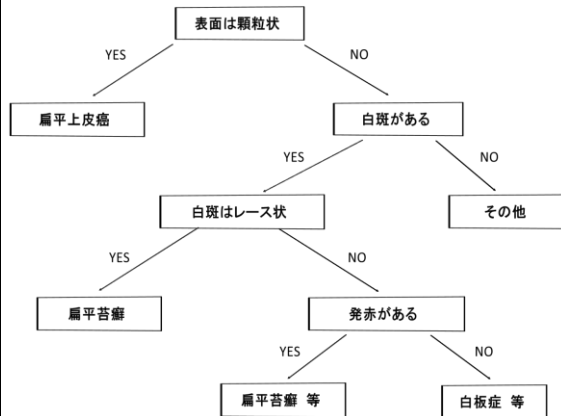 表面は顆粒状
YES
NO
扁平上皮癌
白斑がある
YES
NO
白斑はレース状
その他
YES
NO
扁平苔癬
発赤がある
YES
NO
扁平苔癬 等
白板症 等